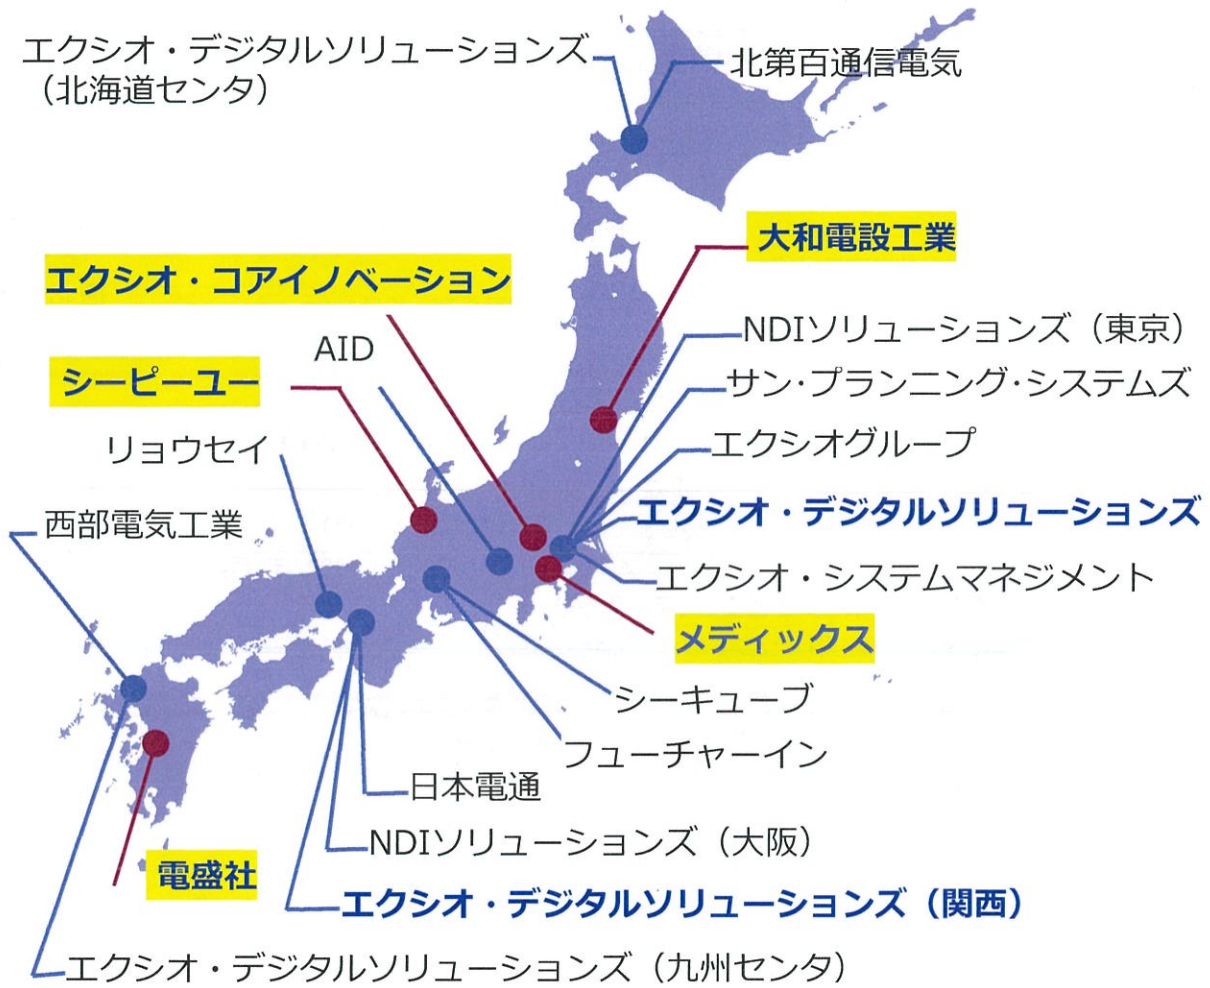 エクシオ・デジタルソリューションズ
（北海道センタ）
北第百通信電気
大和電設工業
エクシオ・コアイノベーション
NDIソリューションズ（東京）
AID
シーピーユー
サン・プランニング・システムズ
リョウセイ
エクシオグループ
西部電気工業
エクシオ・デジタルソリューションズ
エクシオ・システムマネジメント
メディックス
シーキューブ
フューチャーイン
日本電通
NDIソリューションズ（大阪）
電盛社
エクシオ・デジタルソリューションズ（関西）
エクシオ・デジタルソリューションズ（九州センタ）